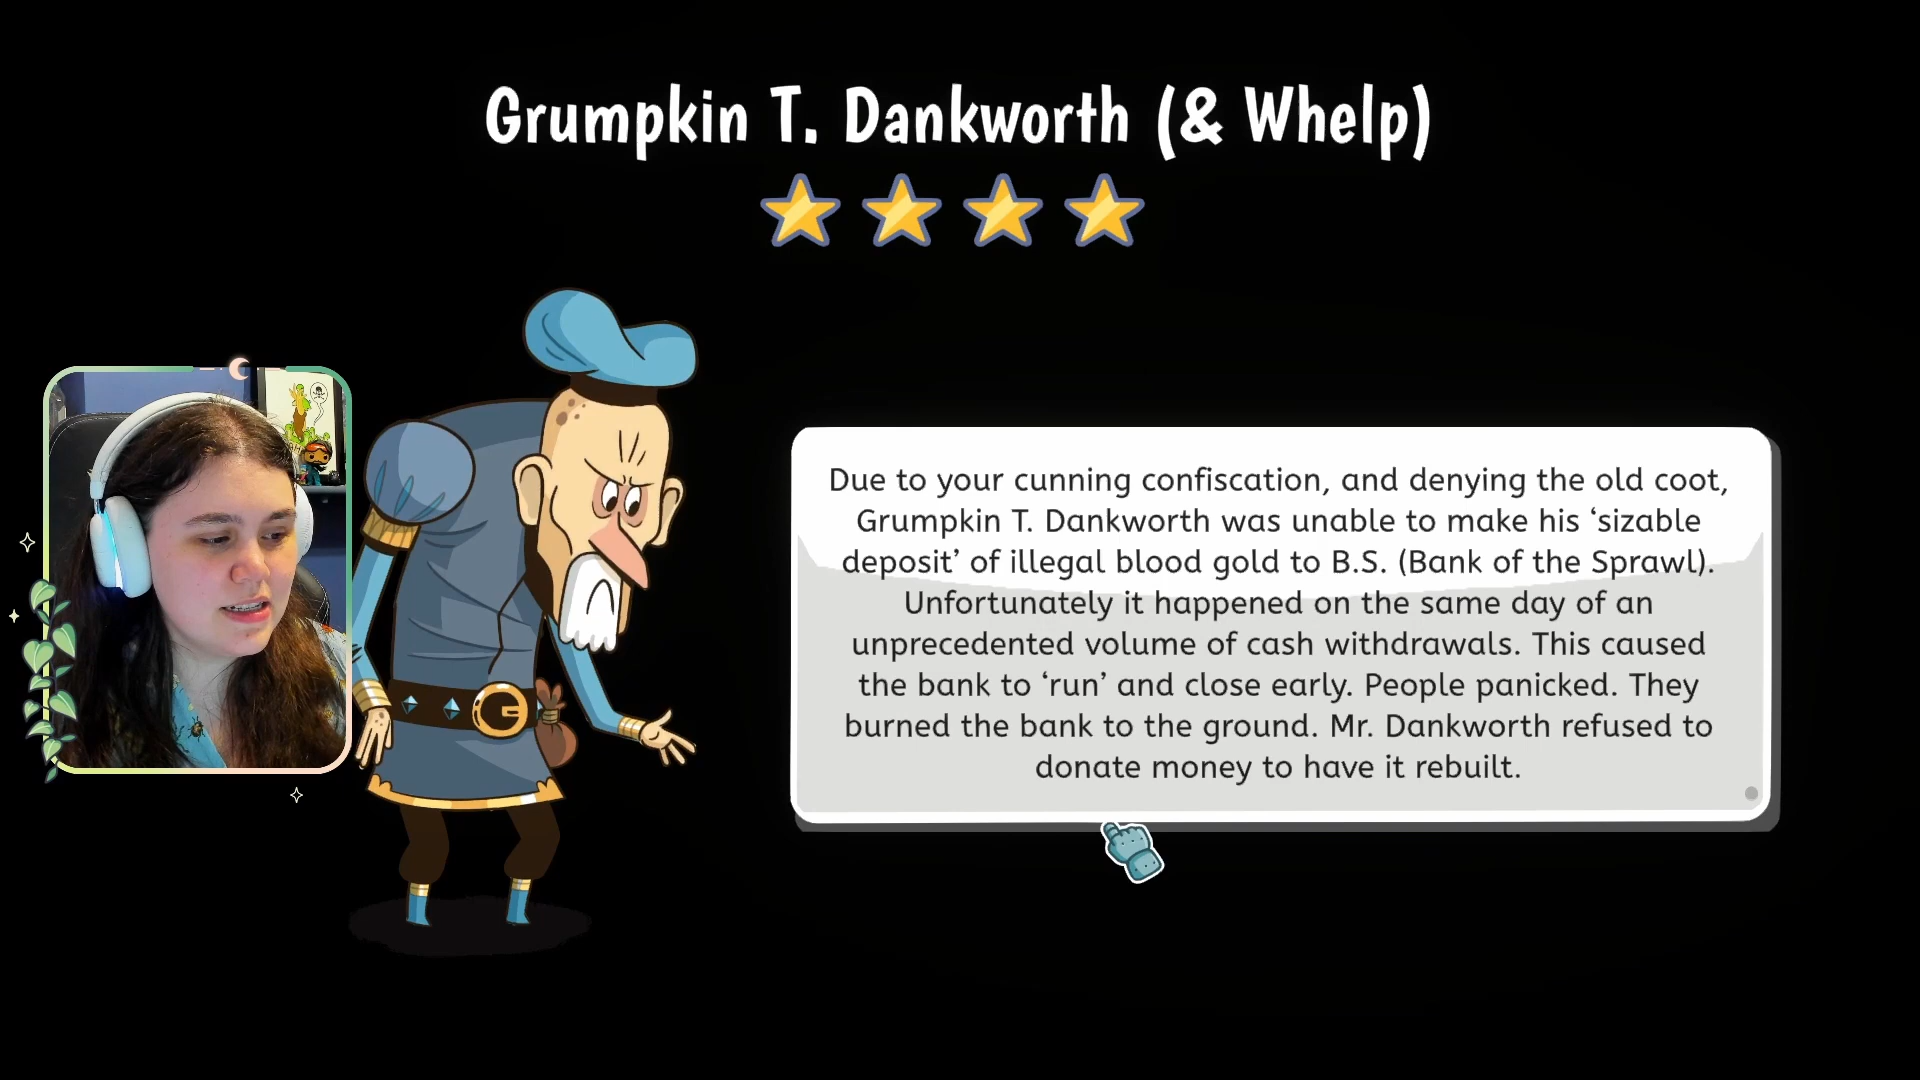 Grumpkin T. Dankworth (& Whelp)
Due to your cunning confiscation, and denying the old coot,
Grumpkin T. Dankworth was unable to make his ‘sizable
deposit’ of illegal blood gold to B.S. (Bank of the Sprawl).
Unfortunately it happened on the same day of an
unprecedented volume of cash withdrawals. This caused
the bank to ‘run’ and close early. People panicked. They
burned the bank to the ground. Mr. Dankworth refused to
donate money to have it rebuilt.